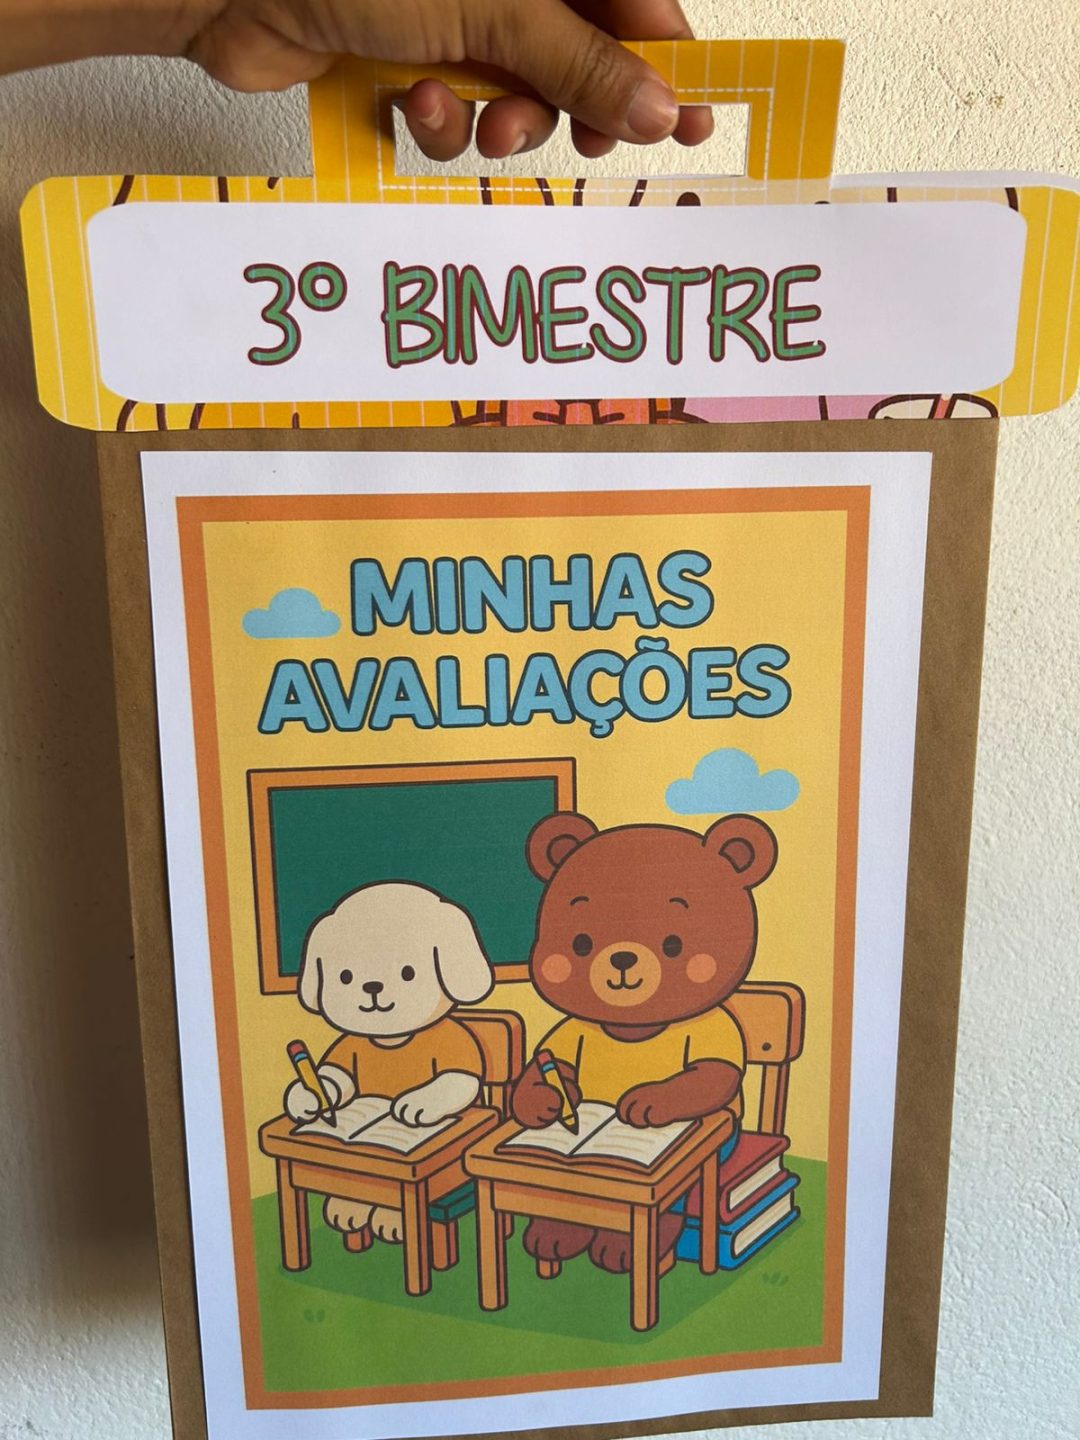 3º BIMESTRE
MINHAS
AVALIAÇÕES